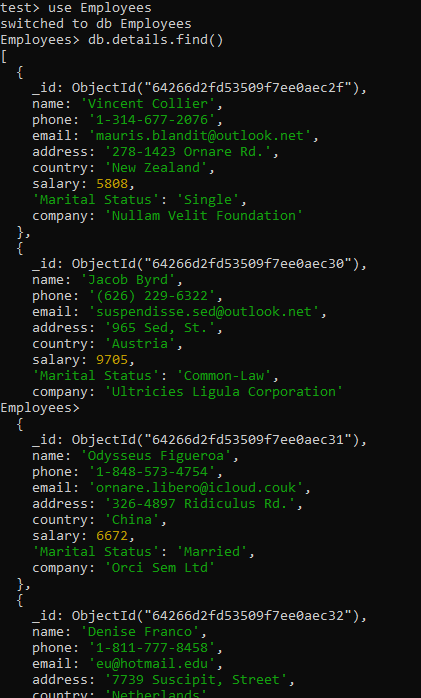 test> use Employees
switched to db Employees
Employees> db.details.find()
[
  {
    _id: ObjectId("64266d2fd53509f7ee0aec2f"),
    name: 'Vincent Collier',
    phone: '1-314-677-2076',
    email: 'mauris.blandit@outlook.net',
    address: '278-1423 Ornare Rd.',
    country: 'New Zealand',
    salary: 5808,
    'Marital Status': 'Single',
    company: 'Nullam Velit Foundation'
  },
  {
    _id: ObjectId("64266d2fd53509f7ee0aec30"),
    name: 'Jacob Byrd',
    phone: '(626) 229-6322',
    email: 'suspendisse.sed@outlook.net',
    address: '965 Sed, St.',
    country: 'Austria',
    salary: 9705,
    'Marital Status': 'Common-Law',
    company: 'Ultricies Ligula Corporation'
Employees>
  {
    _id: ObjectId("64266d2fd53509f7ee0aec31"),
    name: 'Odysseus Figueroa',
    phone: '1-848-573-4754',
    email: 'ornare.libero@icloud.couk',
    address: '326-4897 Ridiculus Rd.',
    country: 'China',
    salary: 6672,
    'Marital Status': 'Married',
    company: 'Orci Sem Ltd'
  },
  {
    _id: ObjectId("64266d2fd53509f7ee0aec32"),
    name: 'Denise Franco',
    phone: '1-811-777-8458',
    email: 'eu@hotmail.edu',
    address: '7739 Suscipit, Street',
    country: 'Netherlands',